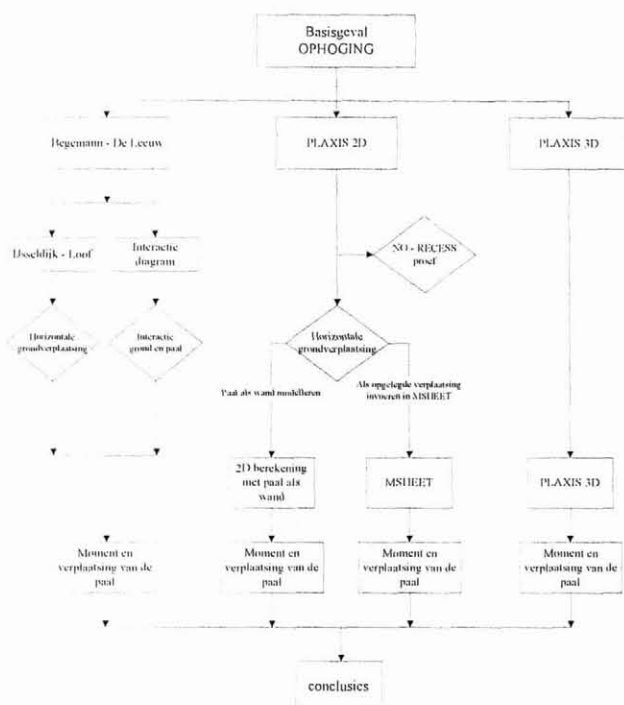 Basisgeval
OPHOGING
Begemann - De Leeuw
PLAXIS 2D
PLAXIS 3D
IJsseldijk - Loof
Interactie
diagram
NO - RECESS
proef
Horizontale
grondverplaatsing
Interactie
grond en paal
Horizontale
grondverplaatsing
Paal als wand modelleren
Als opgelegde verplaatsing
invoeren in MSHEET
2D berekening
met paal als
wand
MSHEET
PLAXIS 3D
Moment en
verplaatsing van de
paal
Moment en
verplaatsing van de
paal
Moment en
verplaatsing van de
paal
Moment en
verplaatsing van de
paal
conclusies